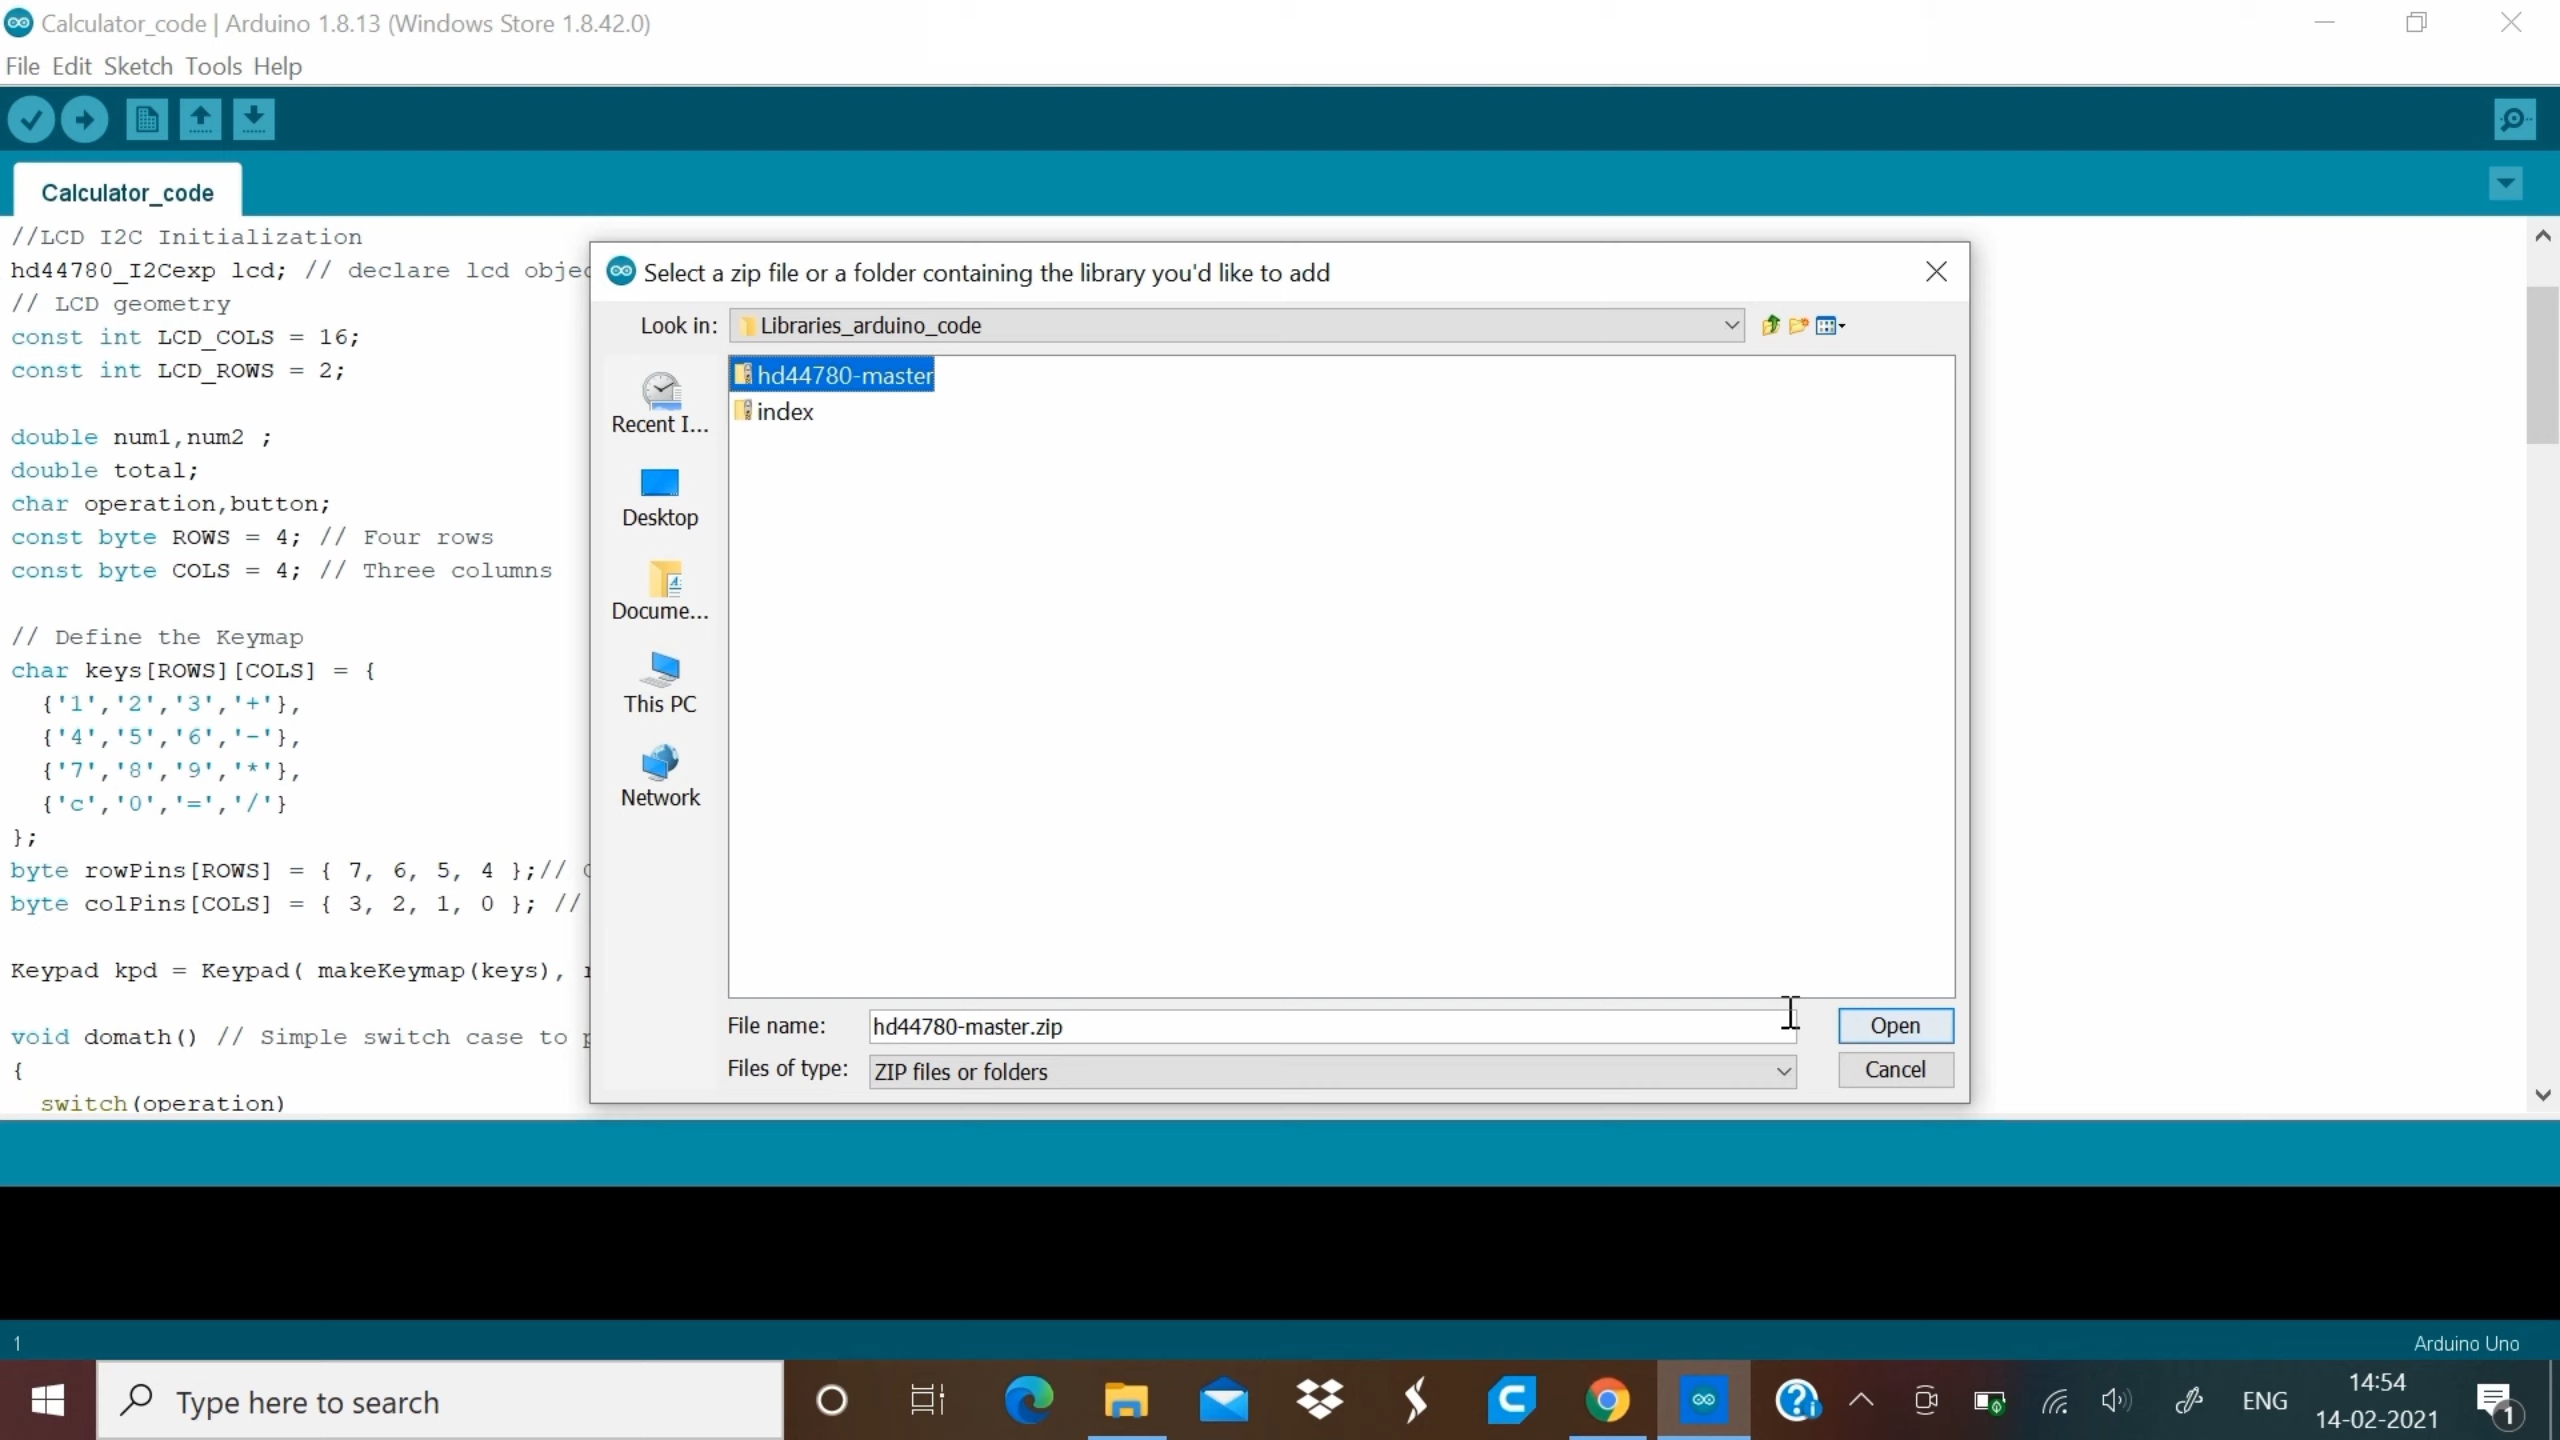 Calculator_code | Arduino 1.8.13 (Windows Store 1.8.42.0)
File Edit Sketch Tools Help
Calculator_code
//LCD I2C Initialization
hd44780_I2Cexp lcd; // declare lcd objec
// LCD geometry
const int LCD_COLS = 16;
const int LCD_ROWS = 2;
double num1,num2 ;
double total;
char operation,button;
const byte ROWS = 4; // Four rows
const byte COLS = 4; // Three columns
// Define the Keymap
char keys[ROWS][COLS] = {
{'1','2','3','+'},
{'4','5','6','-'},
{'7','8','9','*'},
{'c','0','=','/'}
};
byte rowPins[ROWS] = { 7, 6, 5, 4 };//
byte colPins[COLS] = { 3, 2, 1, 0 }; //
Keypad kpd = Keypad( makeKeymap(keys),
void domath() // Simple switch case to
{
switch(operation)
Select a zip file or a folder containing the library you'd like to add
Look in: Libraries_arduino_code
hd44780-master
index
Recent I...
Desktop
Docume...
This PC
Network
File name: hd44780-master.zip
Open
Files of type: ZIP files or folders
Cancel
1
Arduino Uno
Type here to search
ENG
14:54
14-02-2021
1